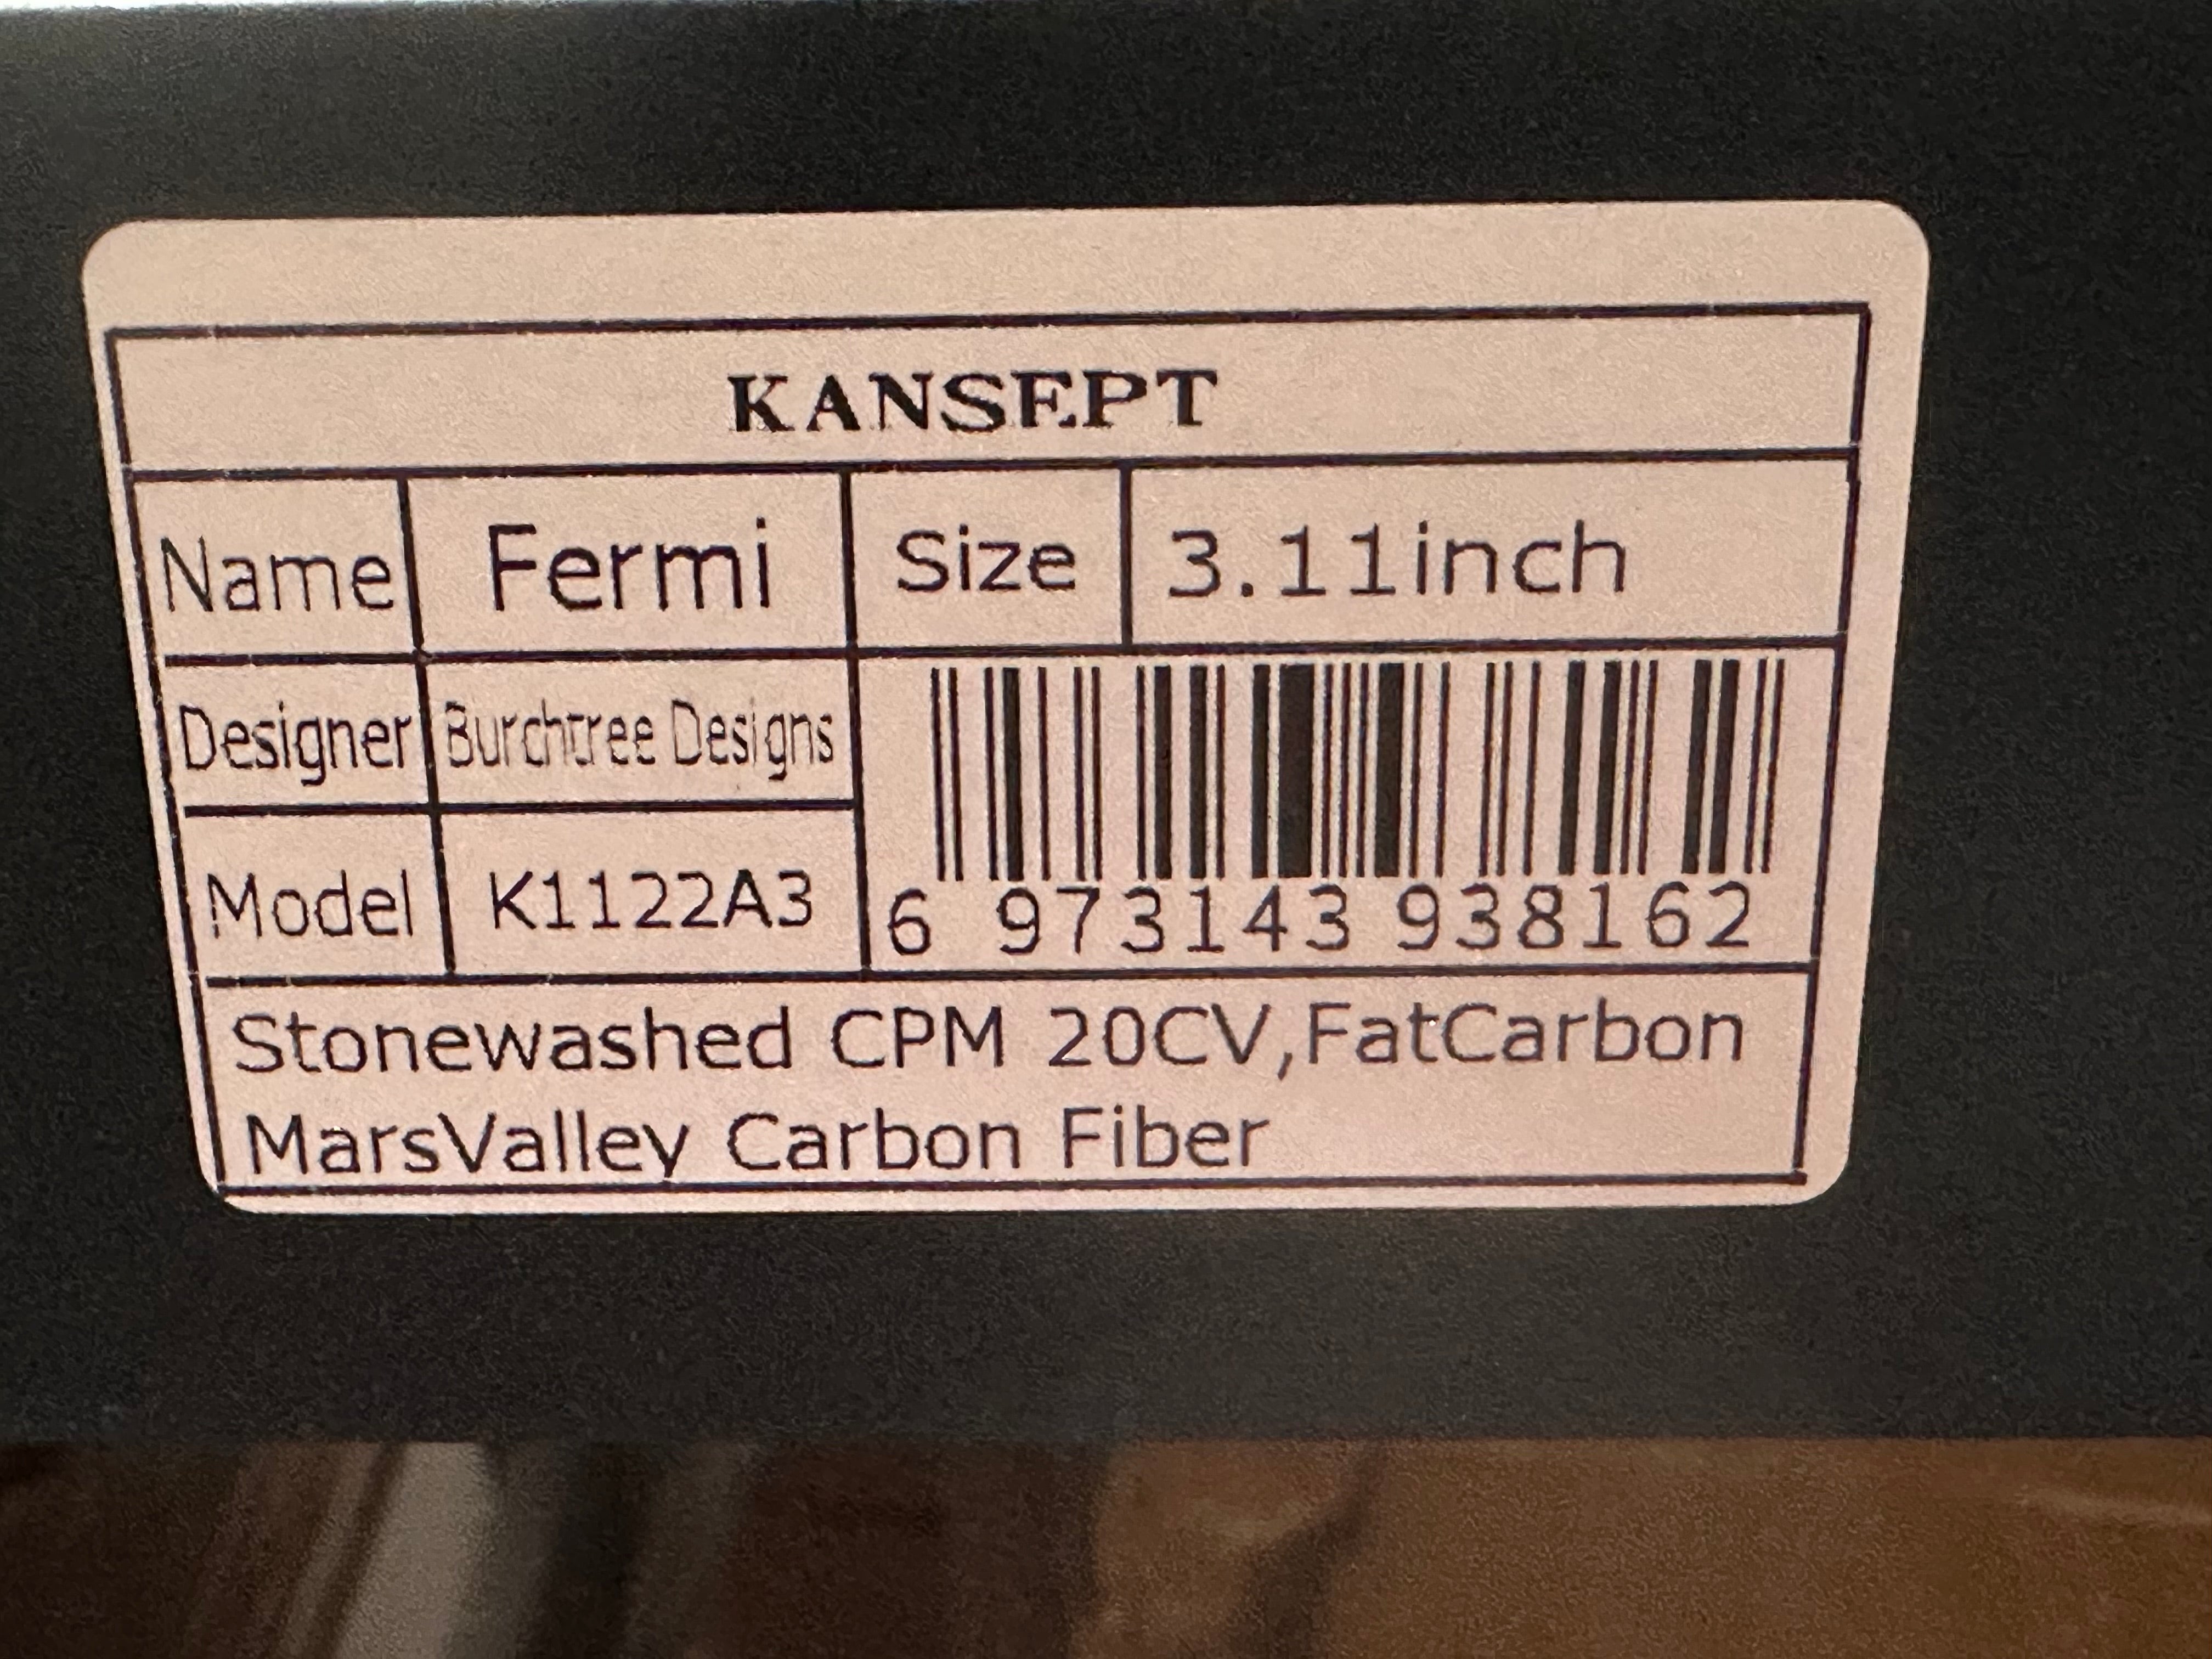 KANSEPT
Name Fermi Size 3.11inch
Designer Burchtree Designs
Model K1122A3
6 973143 938162
Stonewashed CPM 20CV,FatCarbon
MarsValley Carbon Fiber